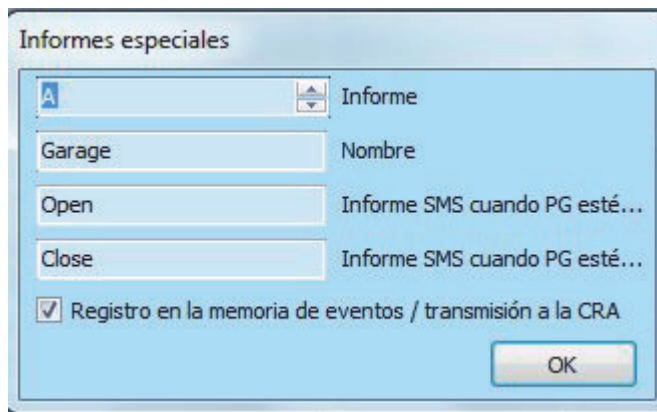 Informes especiales
A Informe
Garage Nombre
Open Informe SMS cuando PG esté...
Close Informe SMS cuando PG esté...
Registro en la memoria de eventos / transmisión a la CRA
OK